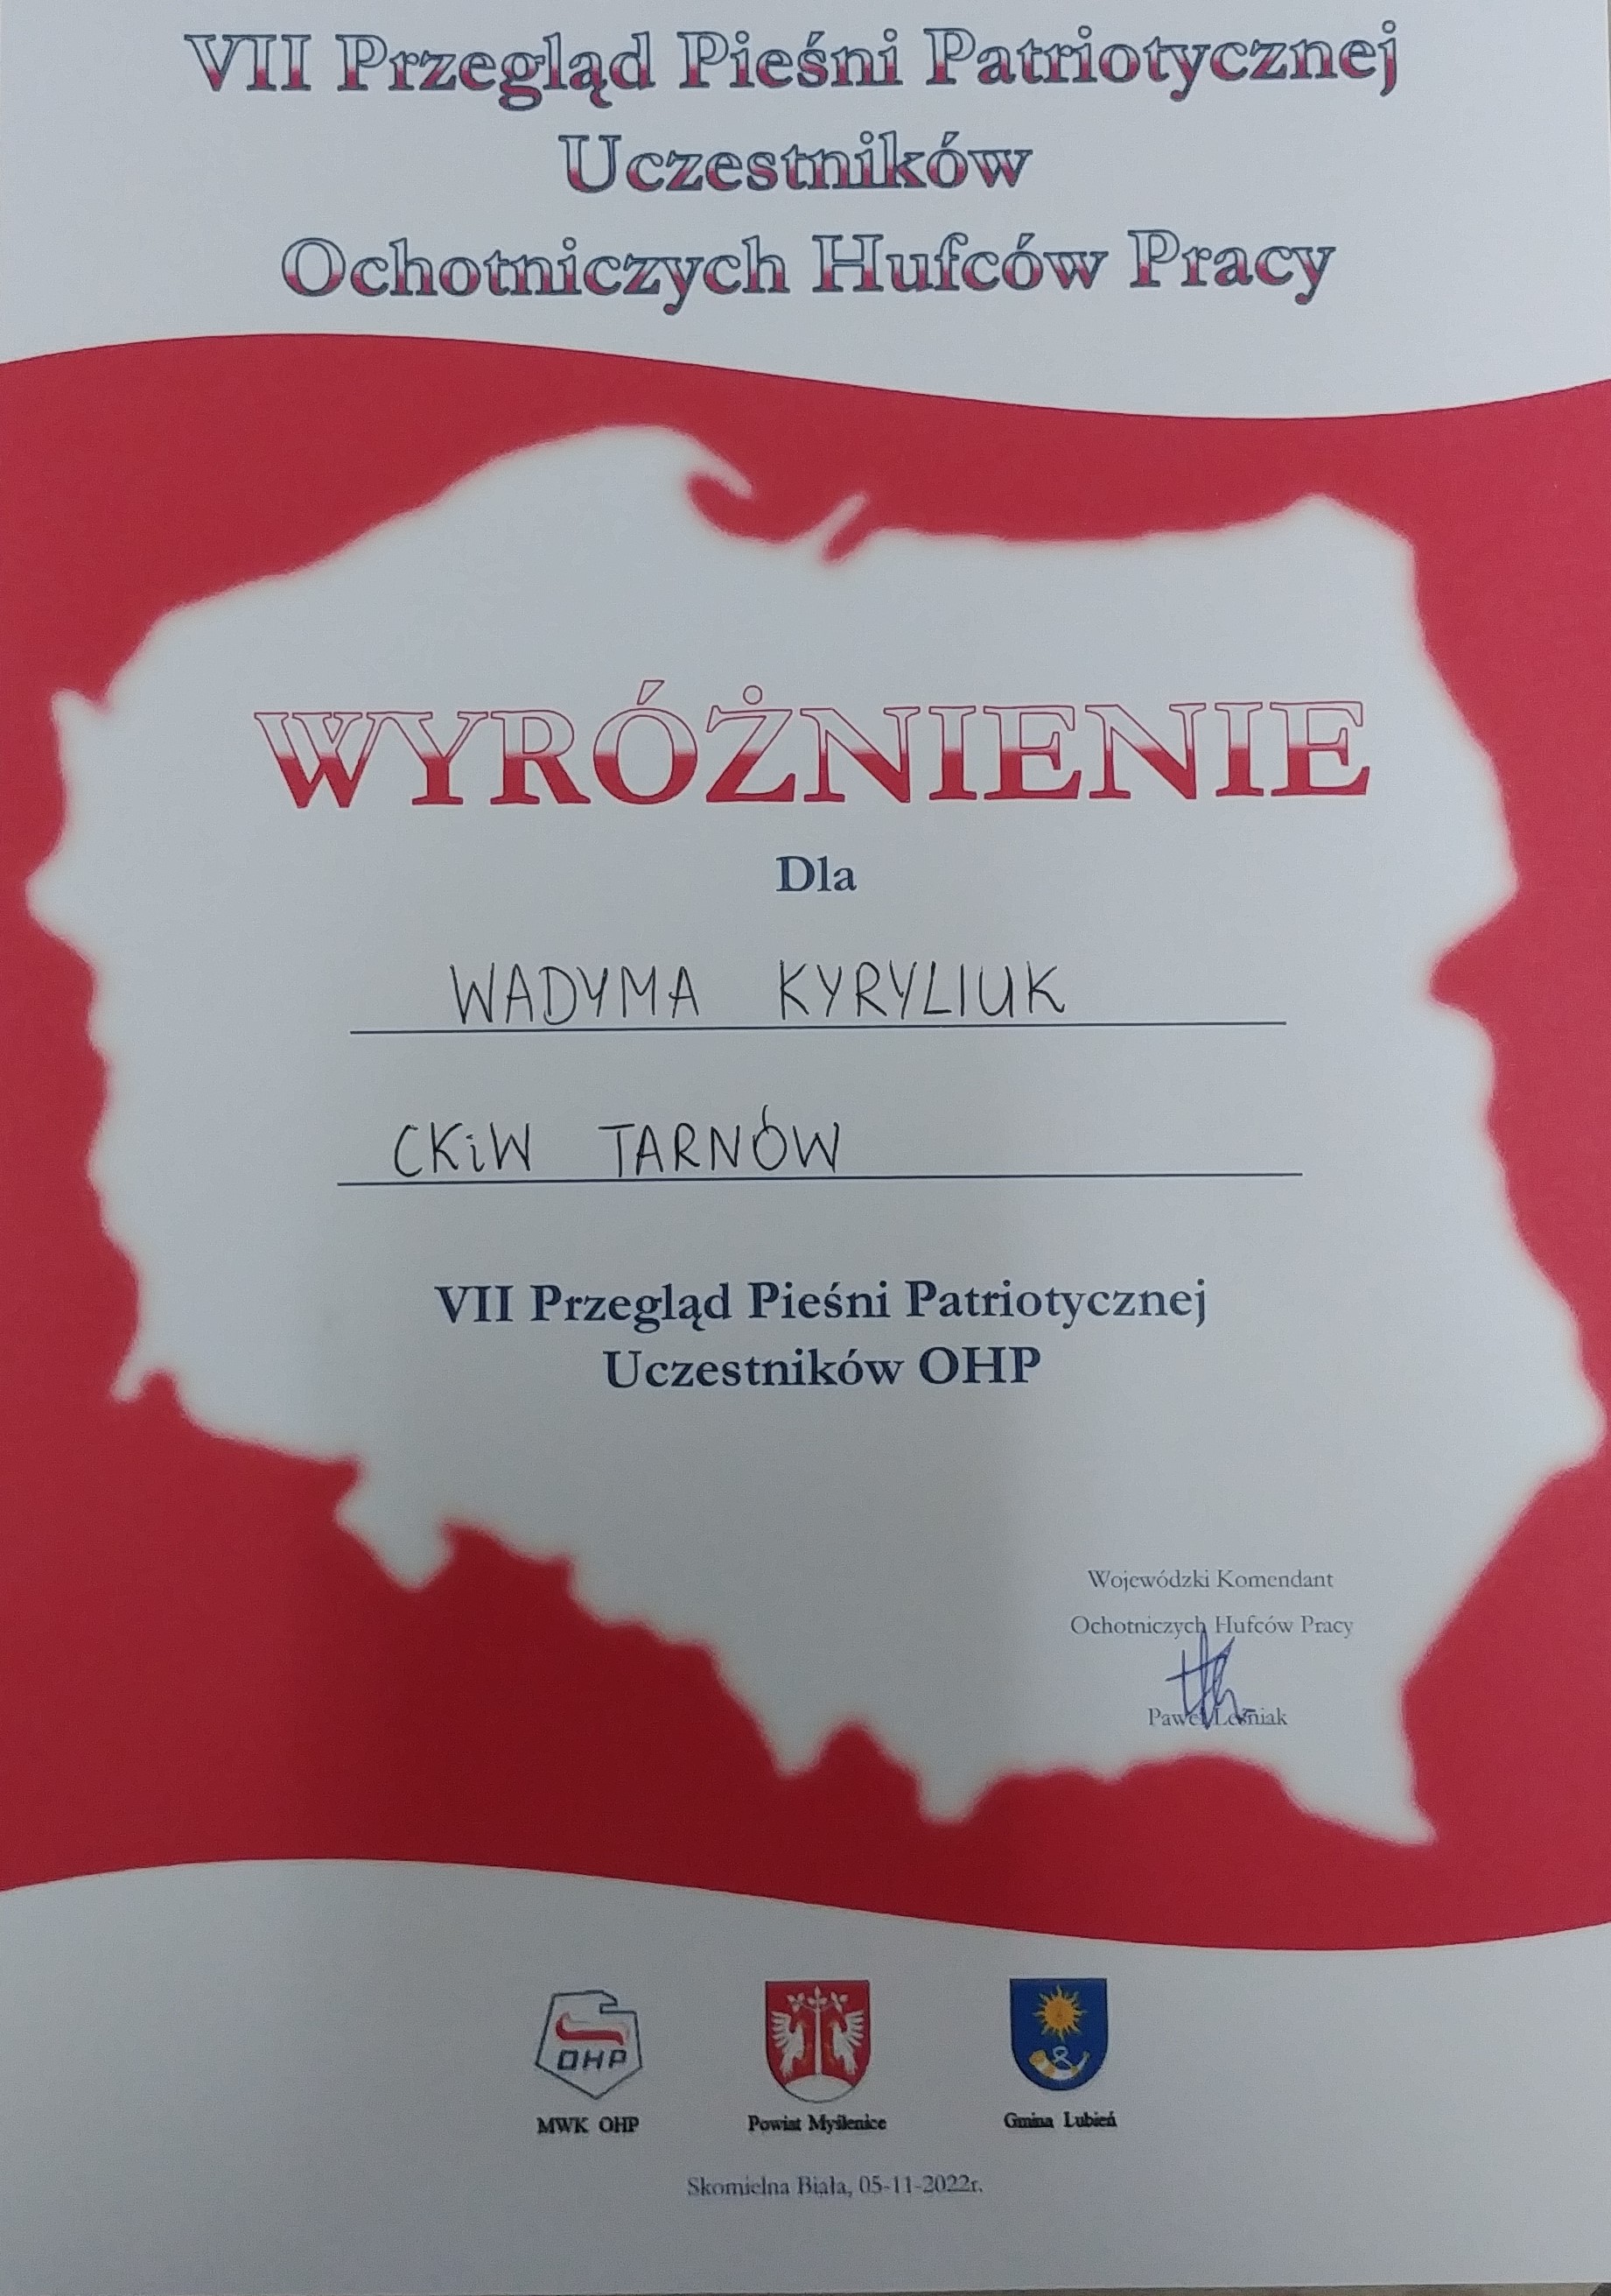 VII Przegląd Pieśni Patriotycznej
Uczestników
Ochotniczych Hufców Pracy
WYRÓŻNIENIE
Dla
WADYMA KYRYLIUK
CKiW TARNÓW
VII Przegląd Pieśni Patriotycznej
Uczestników OHP
Wojewódzki Komendant
Ochotniczych Hufców Pracy
Paweł Leśniak
OHP
MWK OHP
Powiat Myślenice
Gmina Lubień
Skomielna Biała, 05-11-2022r.